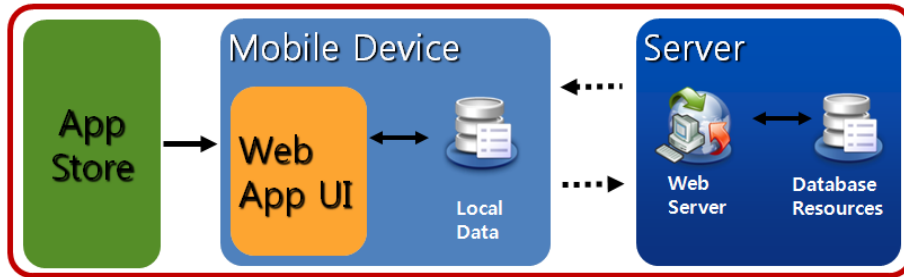 App
Store
Mobile Device
Web
App UI
Local
Data
Server
Web
Server
Database
Resources